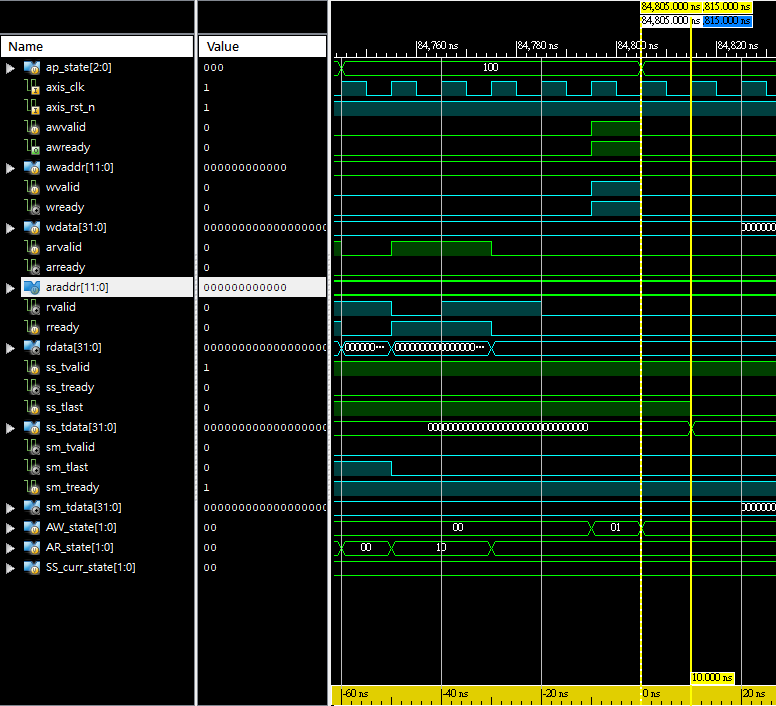 84,805.000 ns 815.000 ns
84,805.000 ns 815.000 ns
Name Value 84,760 ns 84,780 ns 84,800 ns 84,820 ns
ap_state[2:0] 000 100
axis_clk 1
axis_rst_n 1
awvalid 0
awready 0
awaddr[11:0] 000000000000
wvalid 0
wready 0
wdata[31:0] 00000000000000000 0000000
arvalid 0
arready 0
araddr[11:0] 000000000000
rvalid 0
rready 0
rdata[31:0] 00000000000000000 000000··· 000000000000000···
ss_tvalid 1
ss_tready 0
ss_tlast 0
ss_tdata[31:0] 00000000000000000 00000000000000000000000000000000
sm_tvalid 0
sm_tlast 0
sm_tready 1
sm_tdata[31:0] 00000000000000000 0000000
AW_state[1:0] 00 00 01
AR_state[1:0] 00 00 10
SS_curr_state[1:0] 00
10.000 ns
-60 ns -40 ns -20 ns 0 ns 20 ns